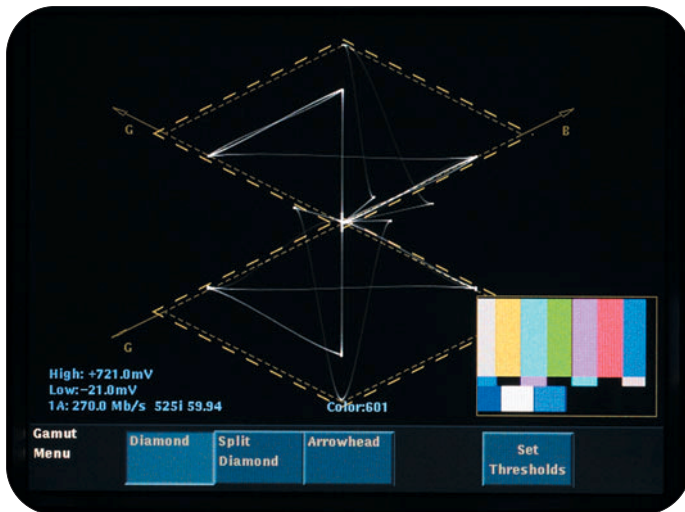 G
B
G
High: +721.0mV
Low:-21.0mV
1A: 270.0 Mb/s 525i 59.94
Color:601
Gamut
Menu
Diamond
Split
Diamond
Arrowhead
Set
Thresholds